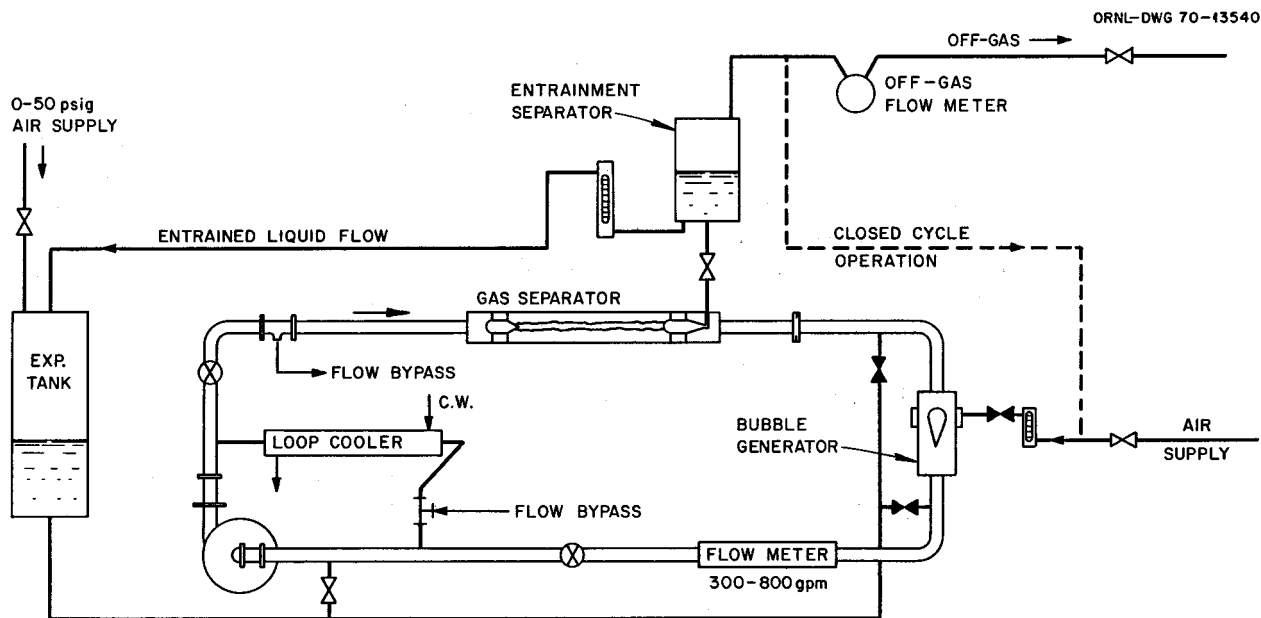 ORNL-DWG 70-13540
OFF-GAS
OFF-GAS
FLOW METER
ENTRAINMENT
SEPARATOR
0-50 psig
AIR SUPPLY
ENTRAINED LIQUID FLOW
CLOSED CYCLE
OPERATION
GAS SEPARATOR
EXP.
TANK
FLOW BYPASS
C.W.
LOOP COOLER
BUBBLE
GENERATOR
AIR
SUPPLY
FLOW BYPASS
FLOW METER
300-800 gpm